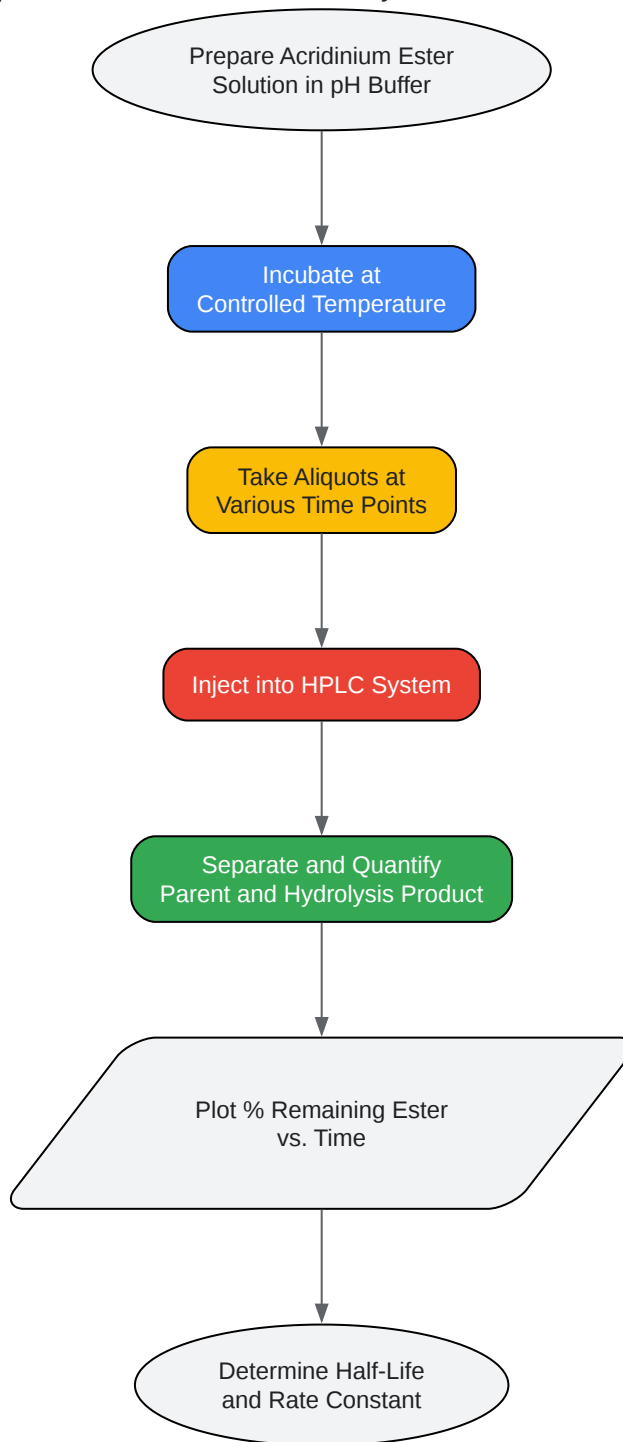 Prepare Acridinium Ester
Solution in pH Buffer
Incubate at
Controlled Temperature
Take Aliquots at
Various Time Points
Inject into HPLC System
Separate and Quantify
Parent and Hydrolysis Product
Plot % Remaining Ester
vs. Time
Determine Half-Life
and Rate Constant